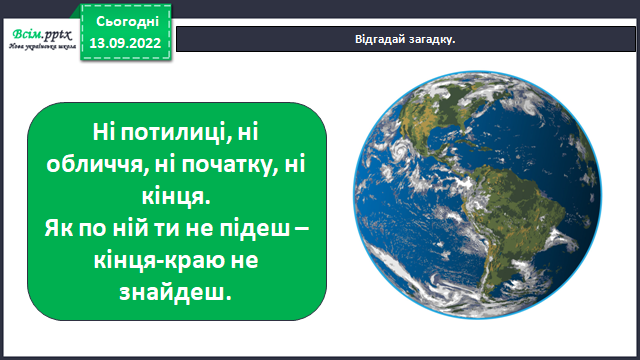 Всім.pptx
Нова українська школа
Сьогодні
13.09.2022
Відгадай загадку.
Ні потилиці, ні
обличчя, ні початку, ні
кінця.
Як по ній ти не підеш –
кінця-краю не
знайдеш.